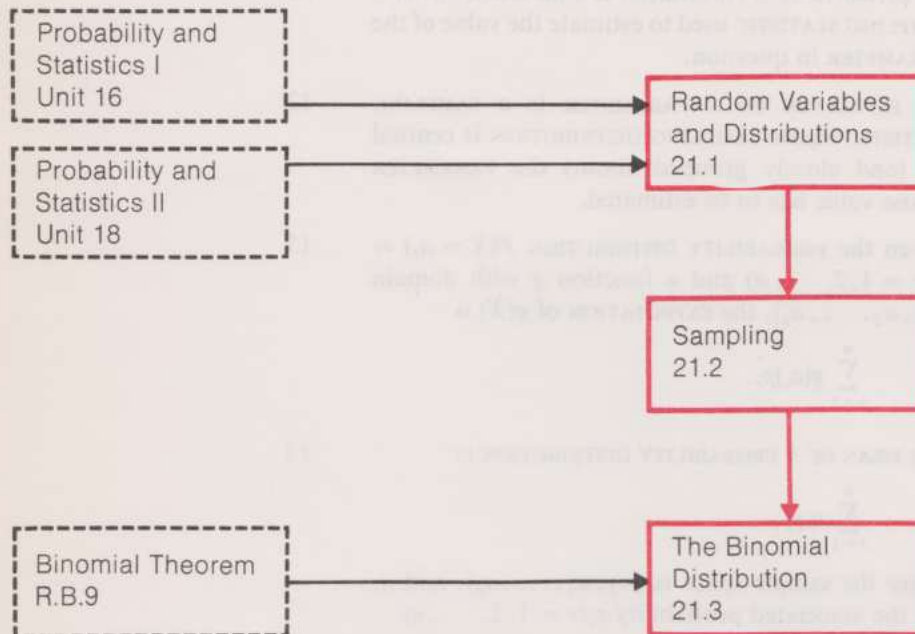 Probability and
Statistics I
Unit 16
Random Variables
and Distributions
21.1
Probability and
Statistics II
Unit 18
Sampling
21.2
Binomial Theorem
R.B.9
The Binomial
Distribution
21.3